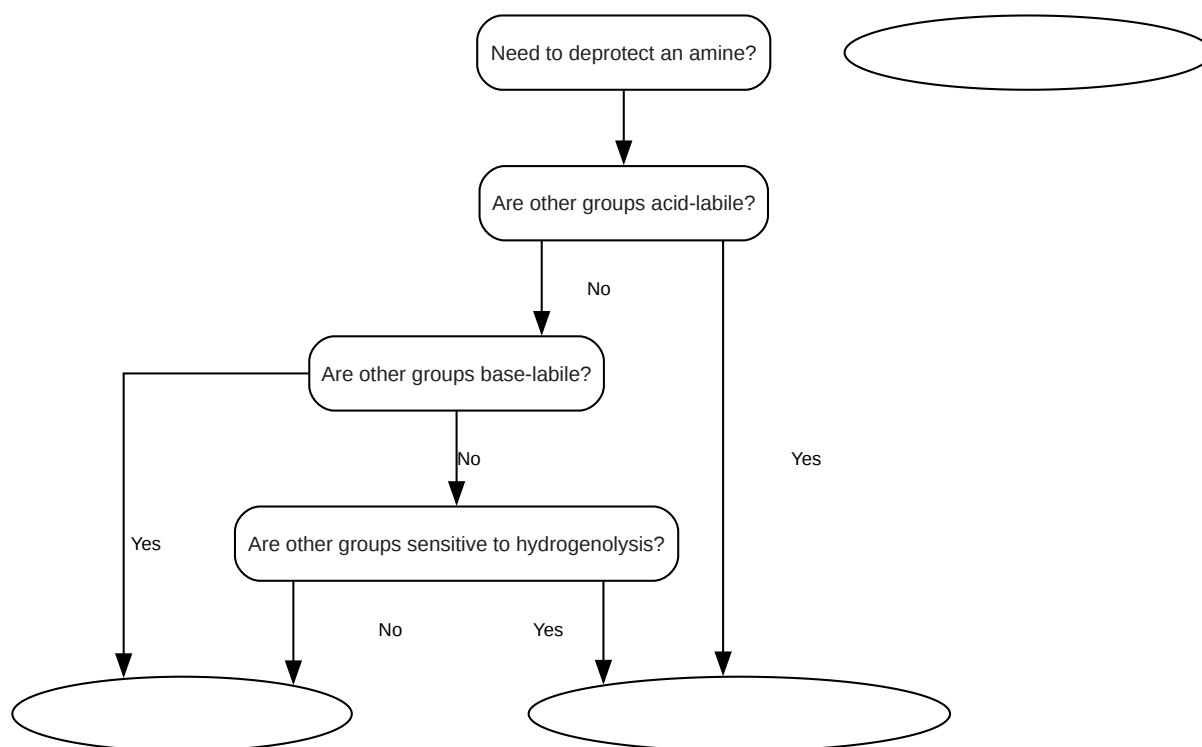 Need to deprotect an amine?
Are other groups acid-labile?
No
Are other groups base-labile?
No
Yes
Are other groups sensitive to hydrogenolysis?
Yes
No
Yes